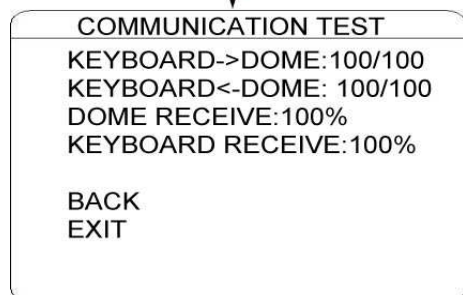 COMMUNICATION TEST
KEYBOARD->DOME:100/100
KEYBOARD<-DOME: 100/100
DOME RECEIVE:100%
KEYBOARD RECEIVE:100%
BACK
EXIT